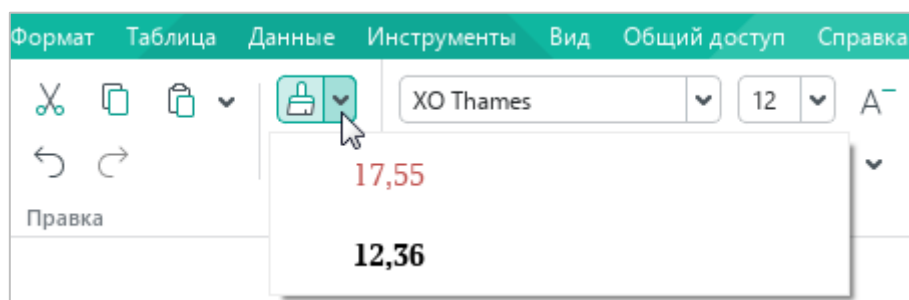 Формат Таблица Данные Инструменты Вид Общий доступ Справка
XO Thames 12 A
17,55
Правка
12,36